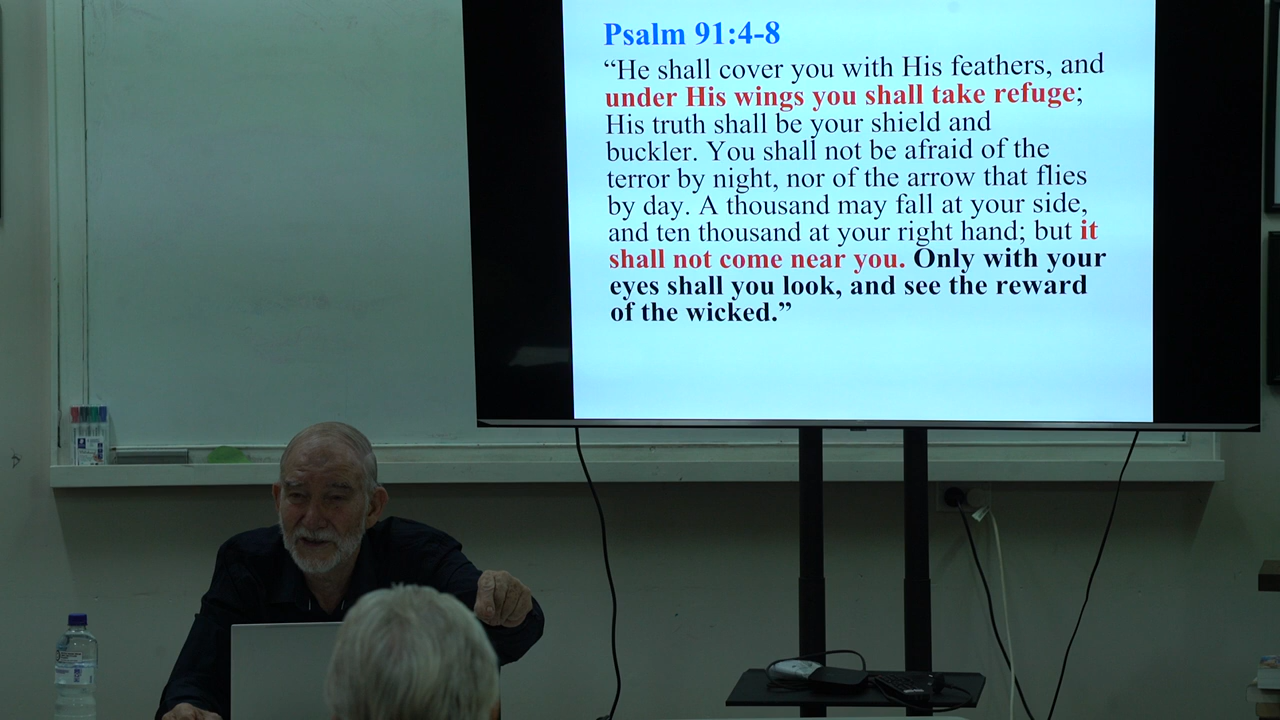 Psalm 91:4-8
“He shall cover you with His feathers, and
under His wings you shall take refuge;
His truth shall be your shield and
buckler. You shall not be afraid of the
terror by night, nor of the arrow that flies
by day. A thousand may fall at your side,
and ten thousand at your right hand; but it
shall not come near you. Only with your
eyes shall you look, and see the reward
of the wicked.”